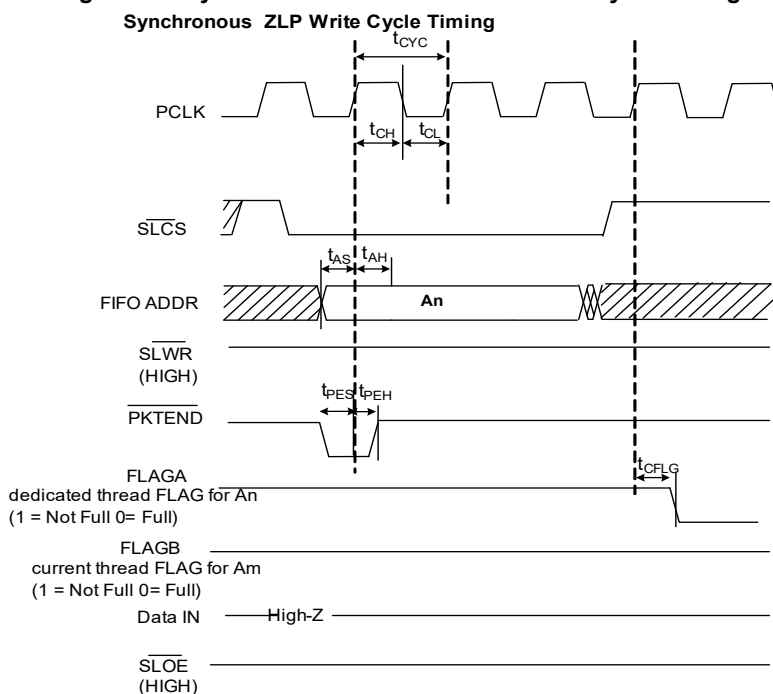 Synchronous ZLP Write Cycle Timing
tCYC
PCLK
tCH
tCL
SLCS
tAS
tAH
FIFO ADDR
An
SLWR
(HIGH)
tPES
tPEH
PKTEND
tCFLG
FLAGA
dedicated thread FLAG for An
(1 = Not Full 0= Full)
FLAGB
current thread FLAG for Am
(1 = Not Full 0= Full)
Data IN
High-Z
SLOE
(HIGH)